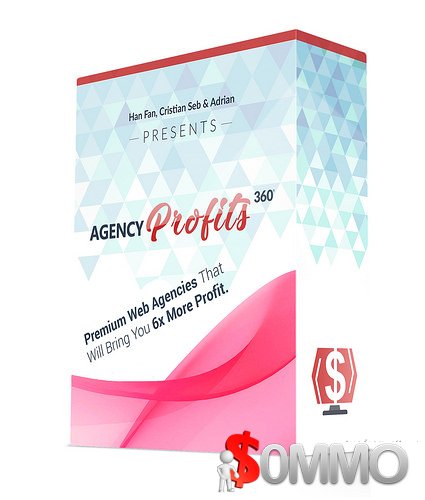 Han Fan, Cristian Seb & Adrian
—PRESENTS—
AGENCY Profits 360°
Premium Web Agencies That
Will Bring You 6x More Profit.
$
$OMMO